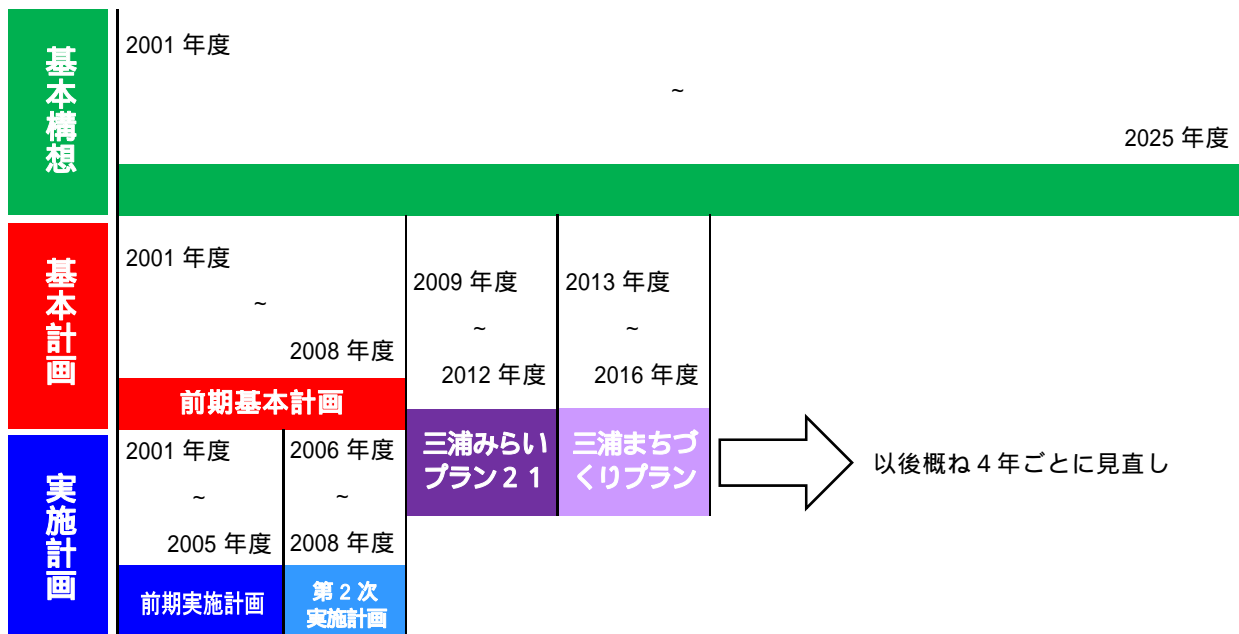 基本構想
2001 年度
~
2025 年度
基本計画
2001 年度
~
2008 年度
前期基本計画
2009 年度
~
2012 年度
三浦みらい
プラン２１
2013 年度
~
2016 年度
三浦まちづ
くりプラン
以後概ね４年ごとに見直し
実施計画
2001 年度
~
2005 年度
前期実施計画
2006 年度
~
2008 年度
第２次
実施計画